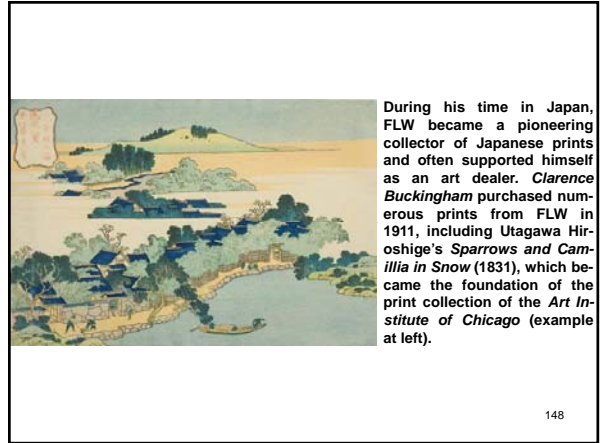 During his time in Japan,
FLW became a pioneering
collector of Japanese prints
and often supported himself
as an art dealer. Clarence
Buckingham purchased num-
erous prints from FLW in
1911, including Utagawa Hir-
oshige's Sparrows and Cam-
illia in Snow (1831), which be-
came the foundation of the
print collection of the Art In-
stitute of Chicago (example
at left).
148